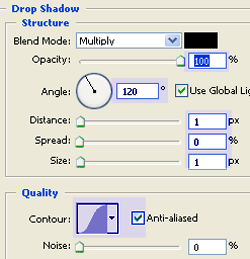 Drop Shadow
Structure
Blend Mode: Multiply
Opacity: 100 %
Angle: 120 ° Use Global
Distance: 1 px
Spread: 0 %
Size: 1 px
Quality
Contour: Anti-aliased
Noise: 0 %